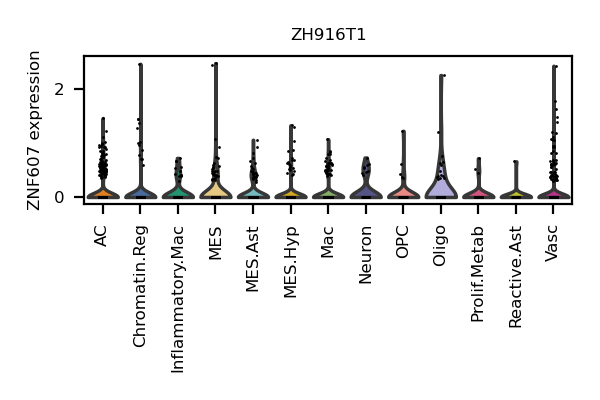 ZH916T1
ZNF607 expression
2
0
AC
Chromatin.Reg
Inflammatory.Mac
MES
MES.Ast
MES.Hyp
Mac
Neuron
OPC
Oligo
Prolif.Metab
Reactive.Ast
Vasc